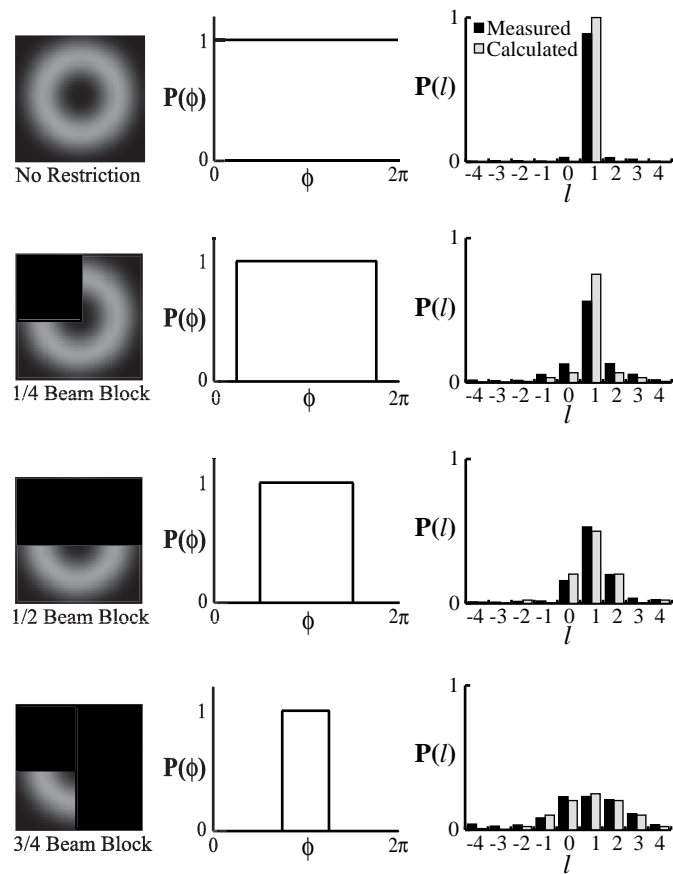 1
P(ϕ)
0
0
ϕ
2π
No Restriction
1
Measured
Calculated
P(l)
0
-4 -3 -2 -1 0 1 2 3 4
l
1
P(ϕ)
0
0
ϕ
2π
1/4 Beam Block
1
P(l)
0
-4 -3 -2 -1 0 1 2 3 4
l
1
P(ϕ)
0
0
ϕ
2π
1/2 Beam Block
1
P(l)
0
-4 -3 -2 -1 0 1 2 3 4
l
1
P(ϕ)
0
0
ϕ
2π
3/4 Beam Block
1
P(l)
0
-4 -3 -2 -1 0 1 2 3 4
l